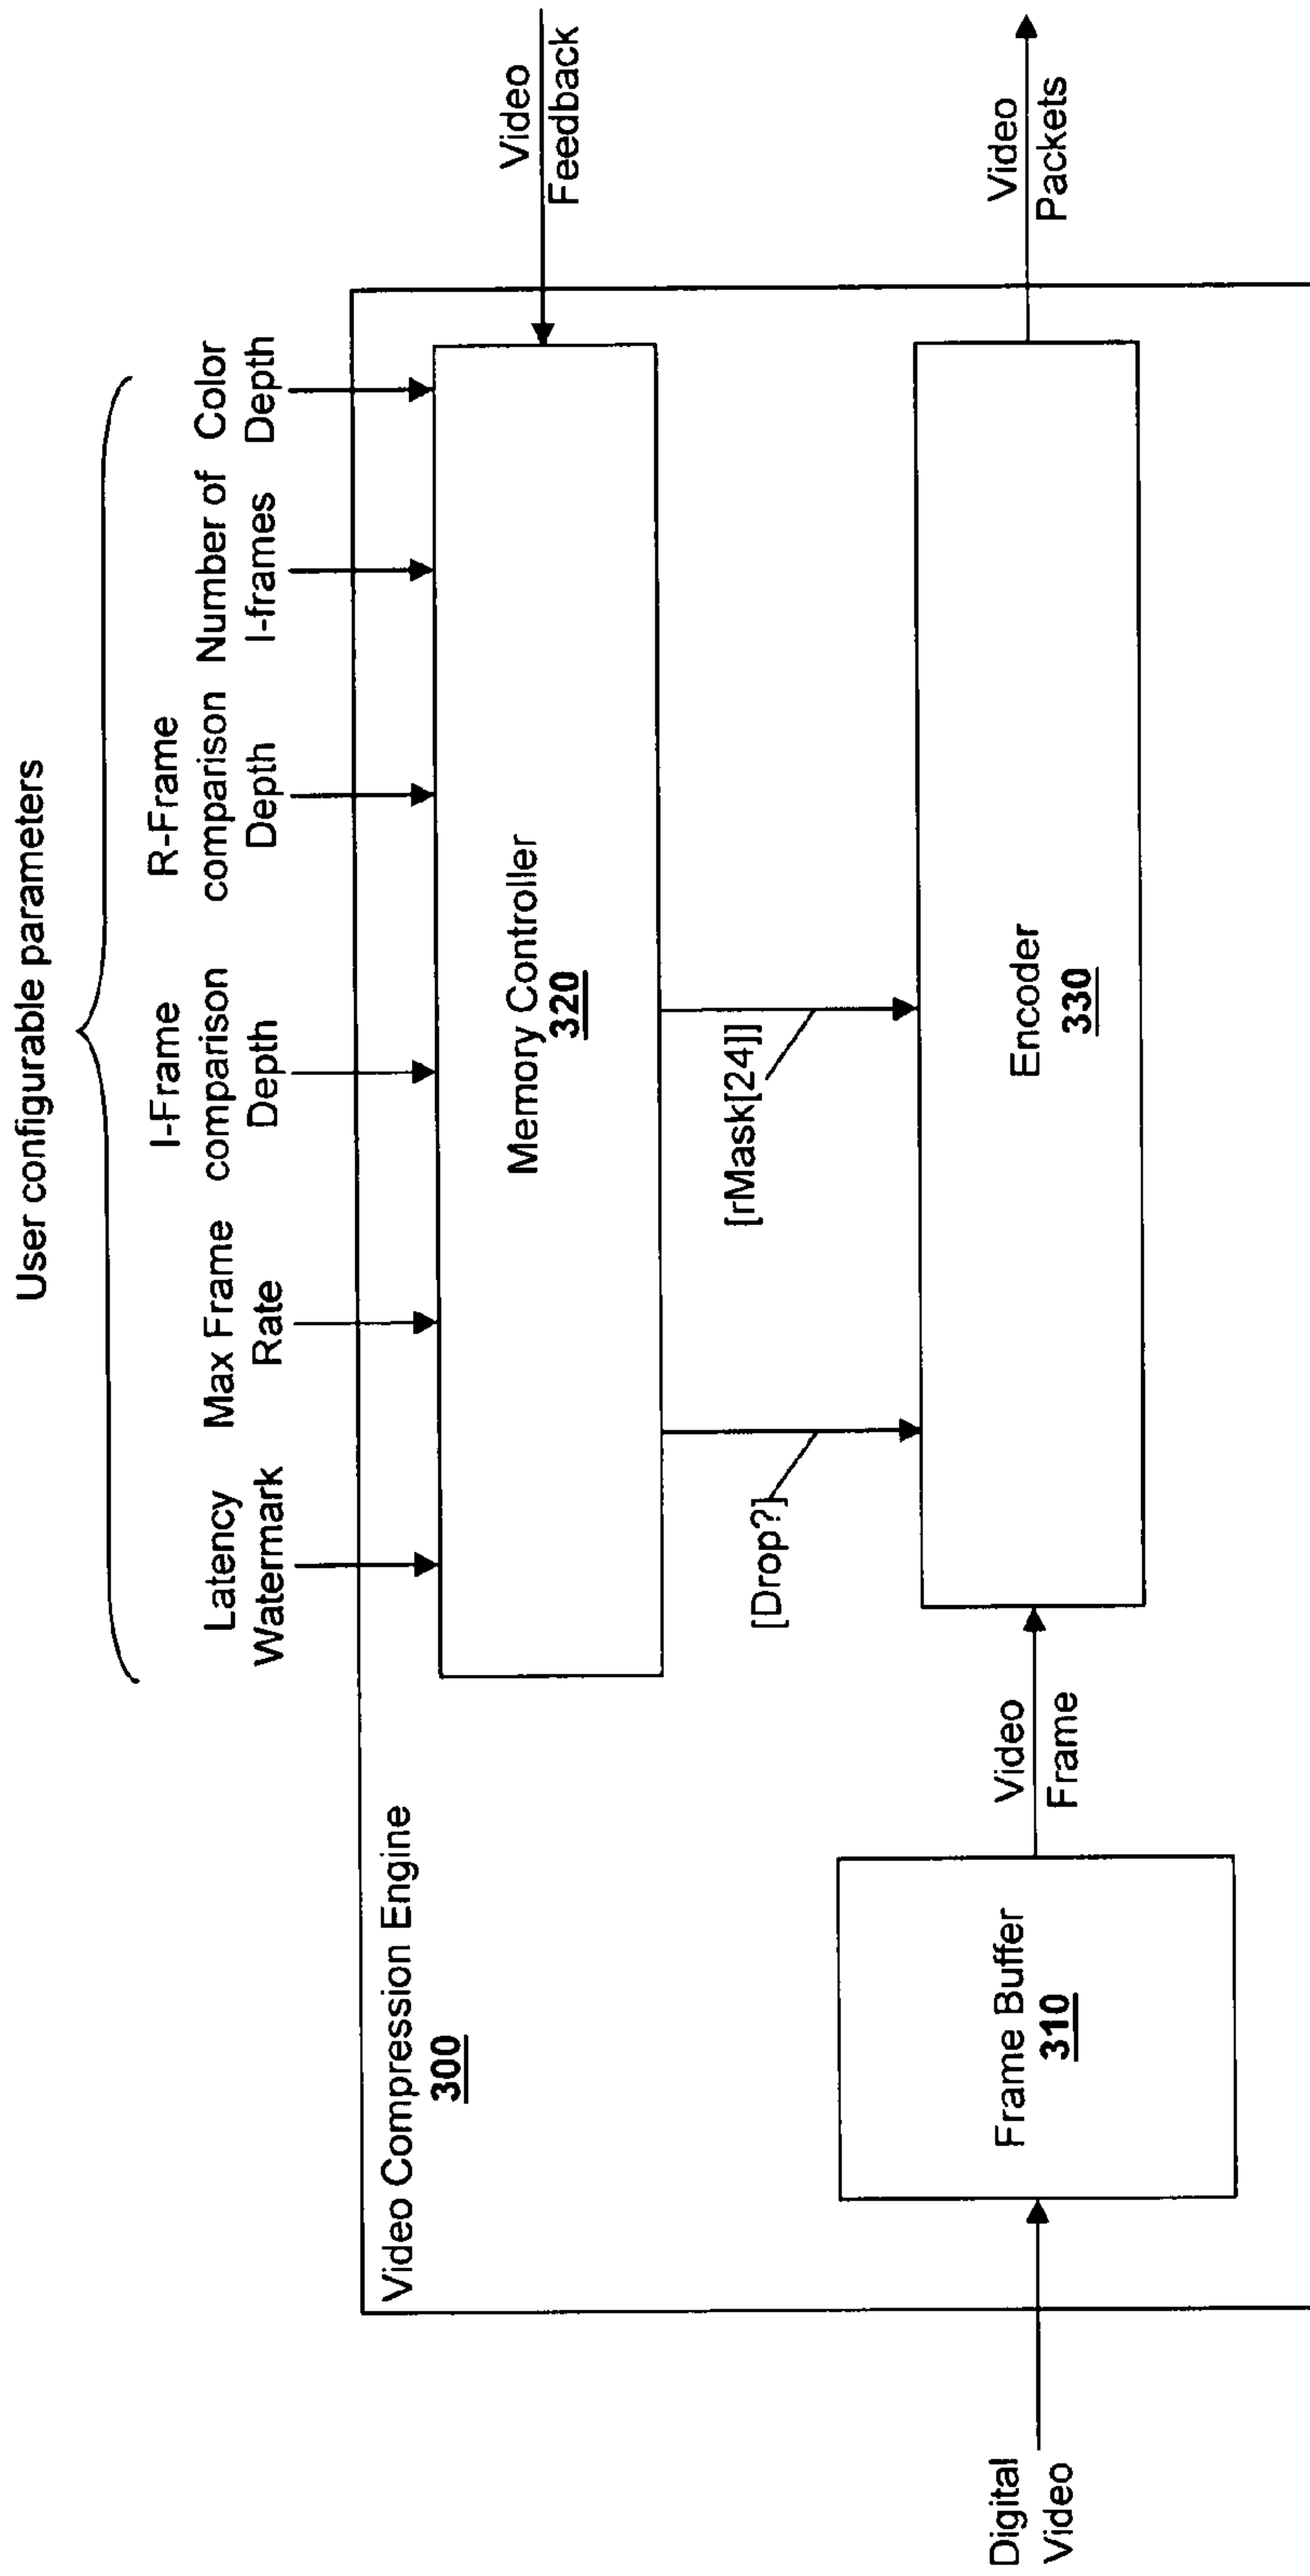 User configurable parameters
Latency
Watermark
Max Frame
Rate
I-Frame
comparison
Depth
R-Frame
comparison
Depth
Number of
I-frames
Color
Depth
Video Compression Engine
300
Memory Controller
320
Video
Feedback
[Drop?]
[rMask[24]]
Digital
Video
Frame Buffer
310
Video
Frame
Encoder
330
Video
Packets